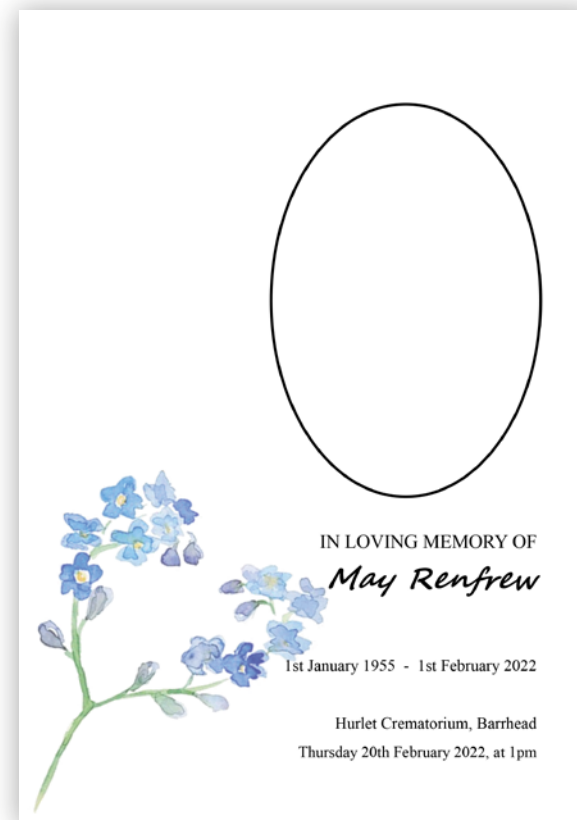 IN LOVING MEMORY OF
May Renfrew
1st January 1955 - 1st February 2022
Hurlet Crematorium, Barrhead
Thursday 20th February 2022, at 1pm